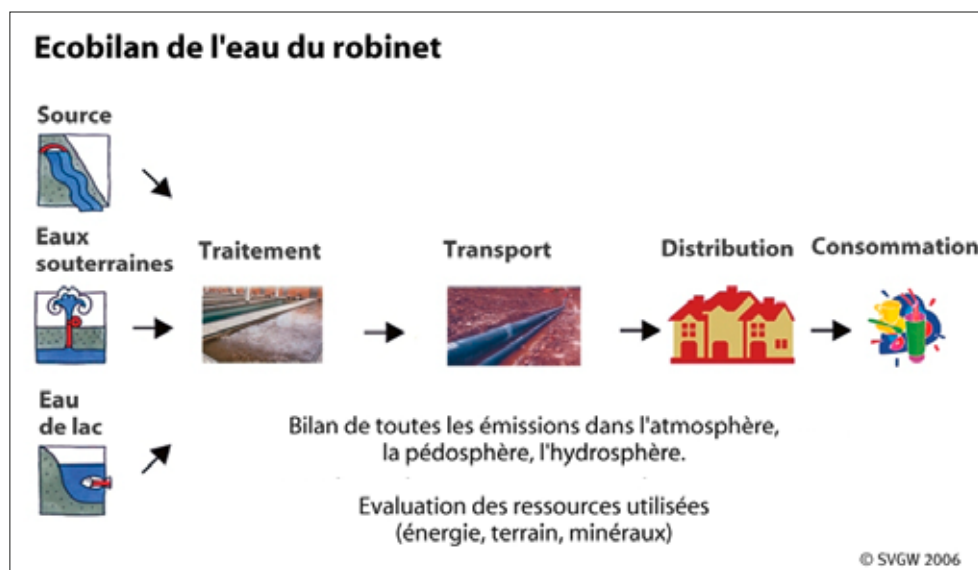 Ecobilan de l'eau du robinet
Source
Eaux
souterraines
Traitement
Transport
Distribution
Consommation
Eau
de lac
Bilan de toutes les émissions dans l'atmosphère,
la pédosphère, l'hydrosphère.
Evaluation des ressources utilisées
(énergie, terrain, minéraux)
© SVGW 2006